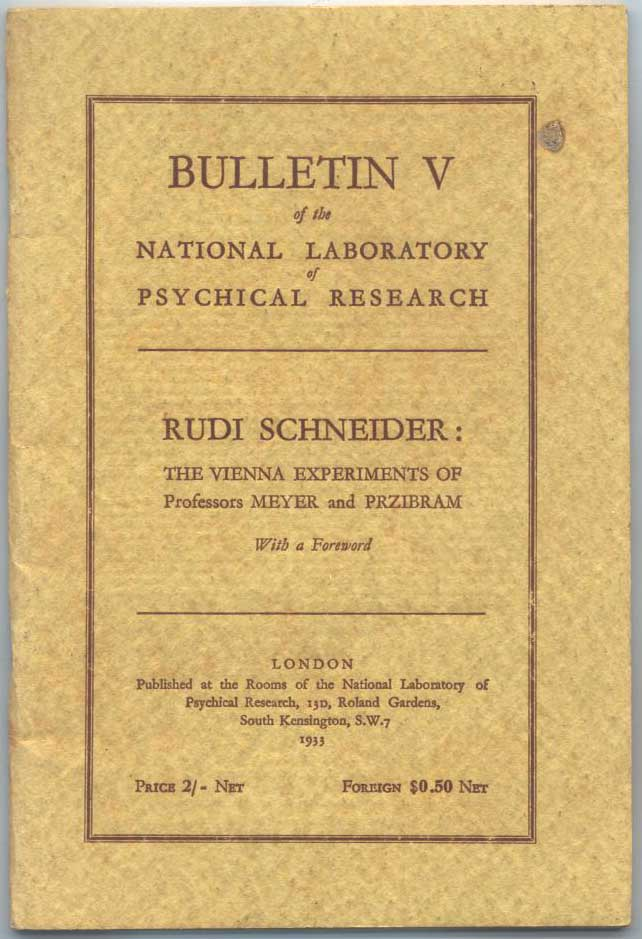 BULLETIN V
of the
NATIONAL LABORATORY
of
PSYCHICAL RESEARCH
RUDI SCHNEIDER:
THE VIENNA EXPERIMENTS OF
Professors MEYER and PRZIBRAM
With a Foreword
LONDON
Published at the Rooms of the National Laboratory of
Psychical Research, 13D, Roland Gardens,
South Kensington, S.W.7
1933
PRICE 2/- NET FOREIGN $0.50 NET